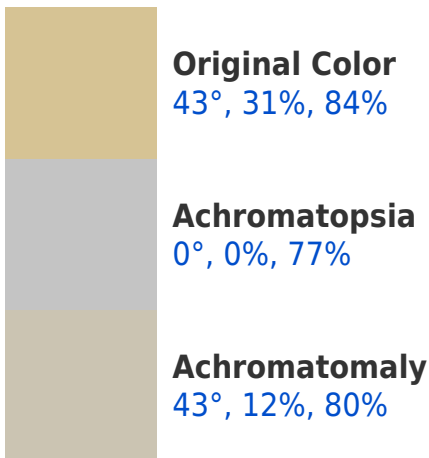 Original Color
43°, 31%, 84%
Achromatopsia
0°, 0%, 77%
Achromatomaly
43°, 12%, 80%